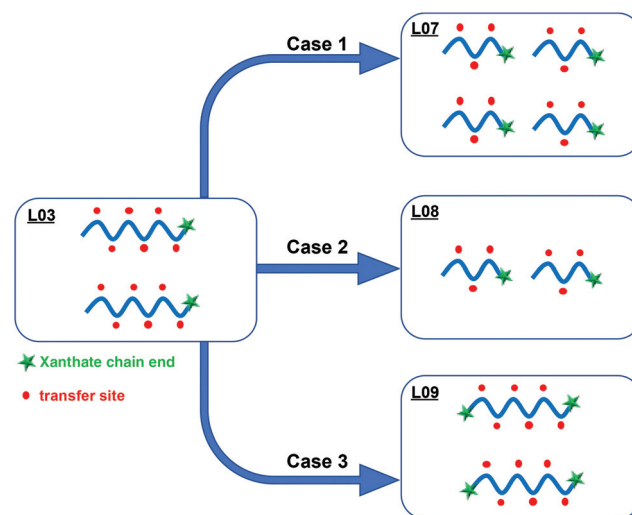 L07
Case 1
L03
L08
Case 2
Xanthate chain end
transfer site
L09
Case 3